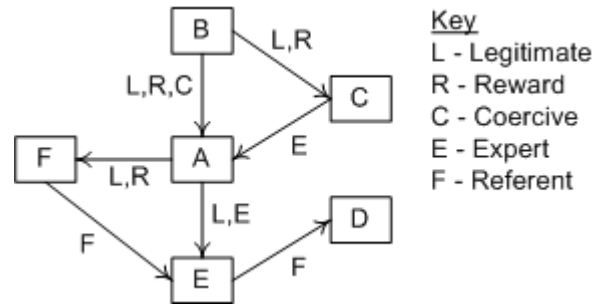 B
L,R
L,R,C
C
E
F
A
L,R
L,E
F
D
E
F
Key
L - Legitimate
R - Reward
C - Coercive
E - Expert
F - Referent